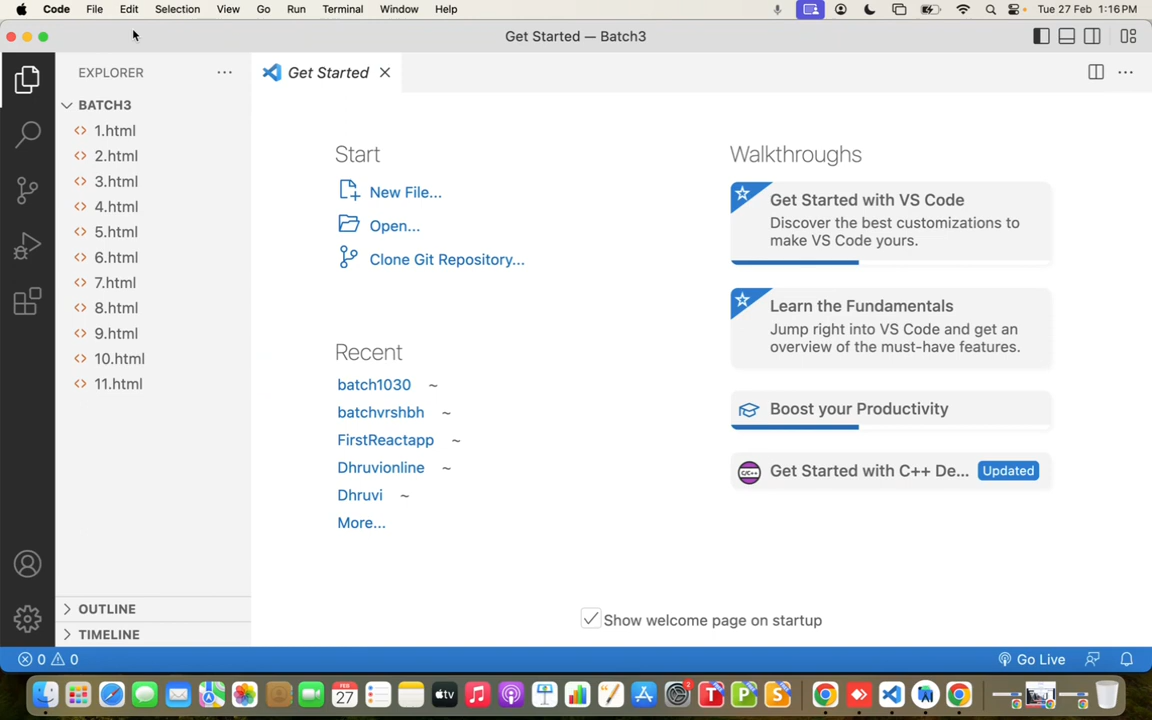 Code File Edit Selection View Go Run Terminal Window Help Tue 27 Feb 1:16 PM
Get Started — Batch3
EXPLORER
Get Started
BATCH3
1.html
2.html
3.html
4.html
5.html
6.html
7.html
8.html
9.html
10.html
11.html
OUTLINE
TIMELINE
Start
New File...
Open...
Clone Git Repository...
Recent
batch1030 ~
batchvrshbh ~
FirstReactapp ~
Dhruvionline ~
Dhruvi ~
More...
Walkthroughs
Get Started with VS Code
Discover the best customizations to
make VS Code yours.
Learn the Fundamentals
Jump right into VS Code and get an
overview of the must-have features.
Boost your Productivity
Get Started with C++ De... Updated
Show welcome page on startup
0 0 Go Live
FEB
27
tv
2
T
P
S